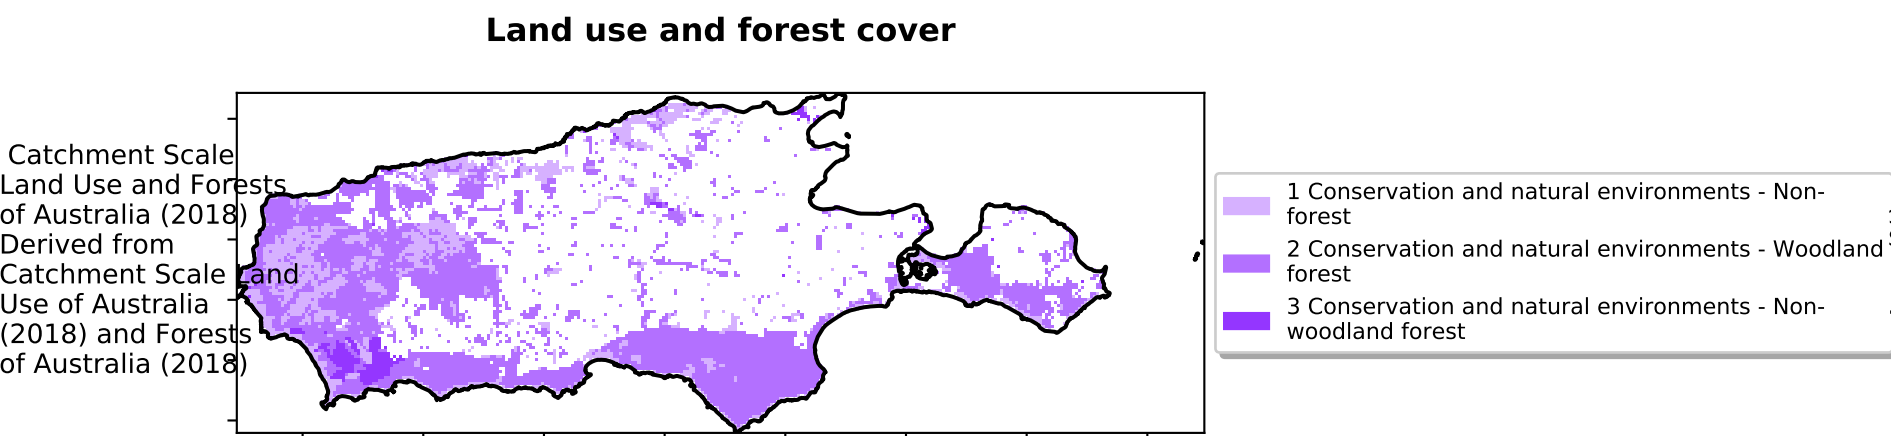 Land use and forest cover
Catchment Scale
Land Use and Forests
of Australia (2018)
Derived from
Catchment Scale Land
Use of Australia
(2018) and Forests
of Australia (2018)
1 Conservation and natural environments - Non-
forest
2 Conservation and natural environments - Woodland
forest
3 Conservation and natural environments - Non-
woodland forest